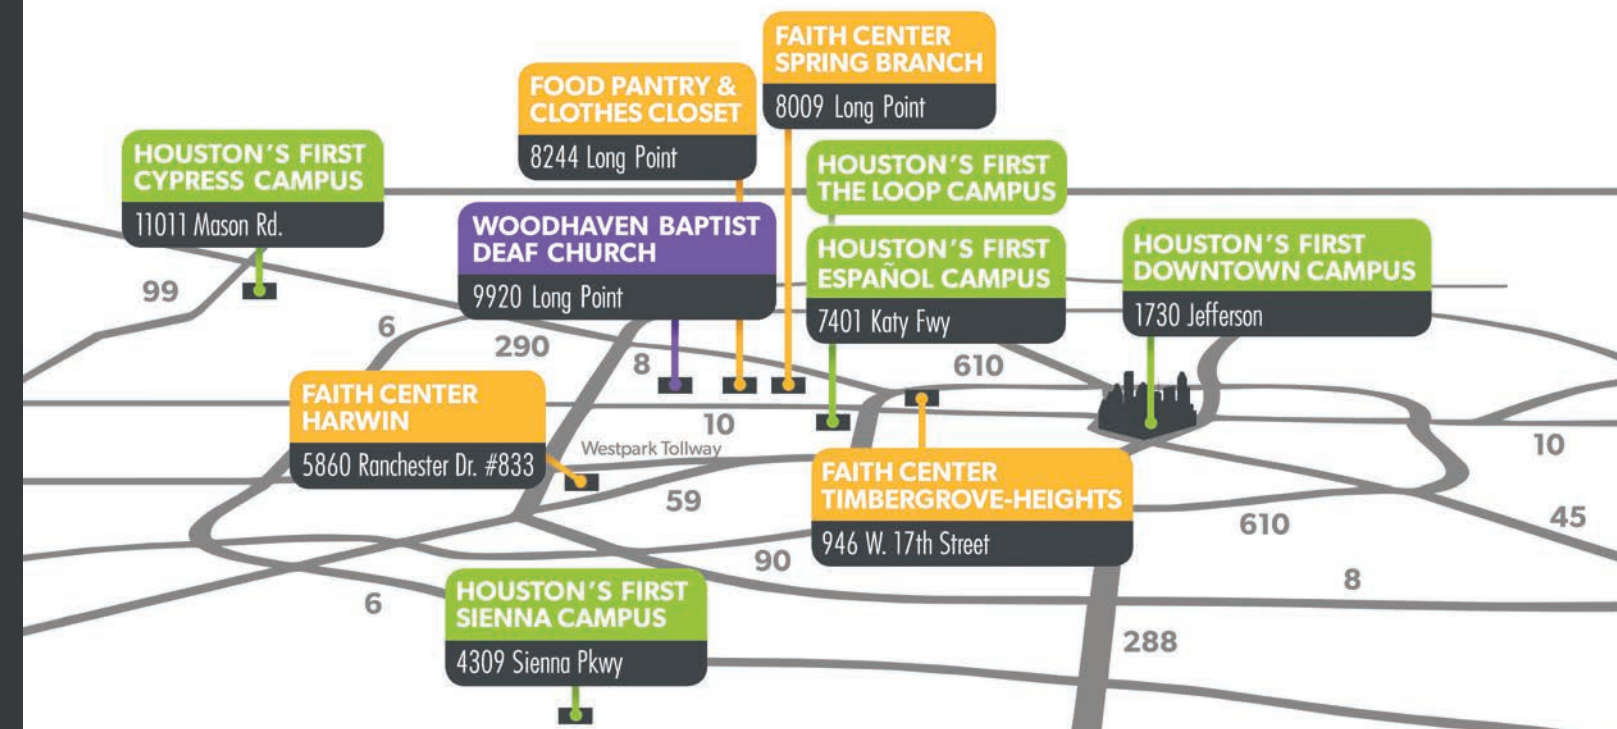 FAITH CENTER
SPRING BRANCH
8009 Long Point
FOOD PANTRY &
CLOTHES CLOSET
8244 Long Point
HOUSTON'S FIRST
CYPRESS CAMPUS
11011 Mason Rd.
HOUSTON'S FIRST
THE LOOP CAMPUS
WOODHAVEN BAPTIST
DEAF CHURCH
9920 Long Point
HOUSTON'S FIRST
ESPAÑOL CAMPUS
7401 Katy Fwy
HOUSTON'S FIRST
DOWNTOWN CAMPUS
1730 Jefferson
99
6
290
8
610
FAITH CENTER
HARWIN
5860 Ranchester Dr. #833
10
Westpark Tollway
10
FAITH CENTER
TIMBERGROVE-HEIGHTS
946 W. 17th Street
59
610
45
90
8
6
HOUSTON'S FIRST
SIENNA CAMPUS
4309 Sienna Pkwy
288